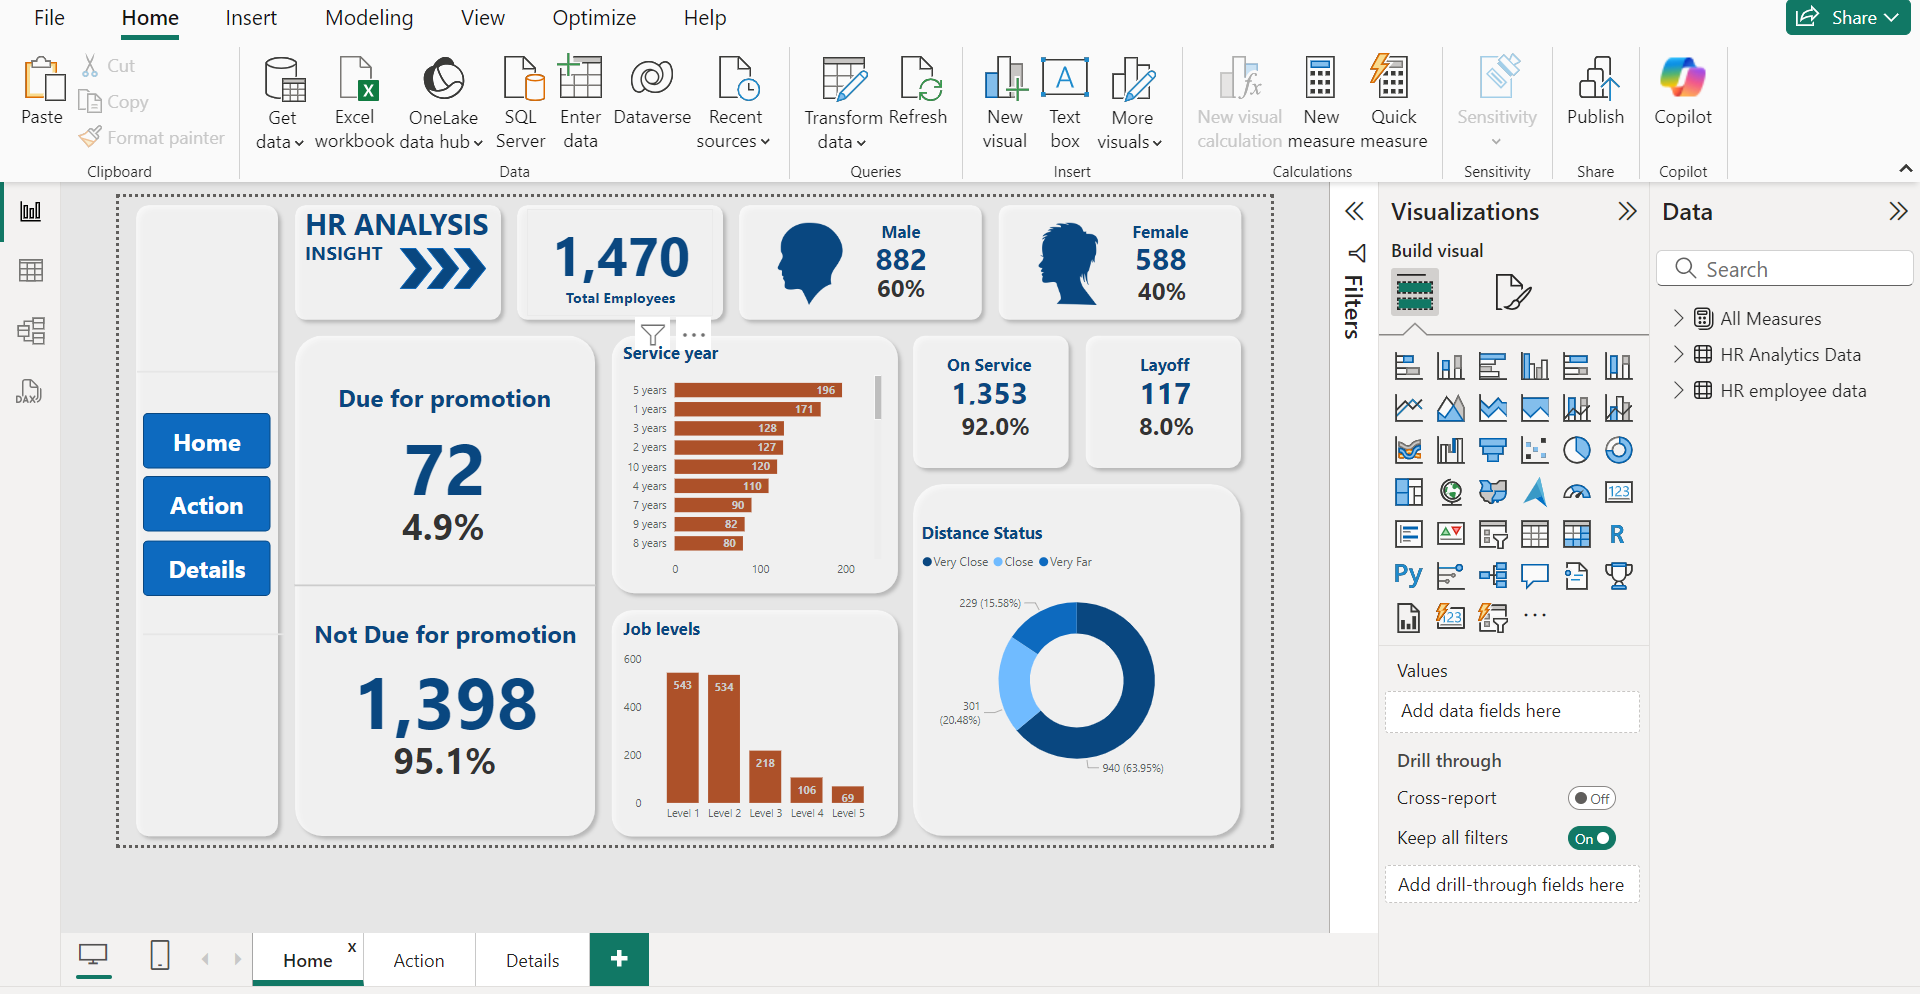 File Home Insert Modeling View Optimize Help Share
Paste
Cut
Copy
Format painter
Clipboard
Get data
Excel workbook
OneLake data hub
SQL Server
Enter data
Dataverse
Recent sources
Data
Transform data
Refresh
Queries
New visual
Text box
More visuals
Insert
New visual calculation
New measure
Quick measure
Calculations
Sensitivity
Sensitivity
Publish
Share
Copilot
Copilot
DAX
HR ANALYSIS
INSIGHT
1,470
Total Employees
Male
882
60%
Female
588
40%
Home
Action
Details
Due for promotion
72
4.9%
Not Due for promotion
1,398
95.1%
Service year
5 years 196
1 years 171
3 years 128
2 years 127
10 years 120
4 years 110
7 years 90
9 years 82
8 years 80
0 100 200
Job levels
600
400
200
0
543 534 218 106 69
Level 1 Level 2 Level 3 Level 4 Level 5
On Service
1,353
92.0%
Layoff
117
8.0%
Distance Status
Very Close Close Very Far
229 (15.58%)
301
(20.48%)
940 (63.95%)
Filters
Visualizations
Build visual
123
R
Py
123
Values
Add data fields here
Drill through
Cross-report Off
Keep all filters On
Add drill-through fields here
Data
Search
All Measures
HR Analytics Data
HR employee data
Home x
Action
Details